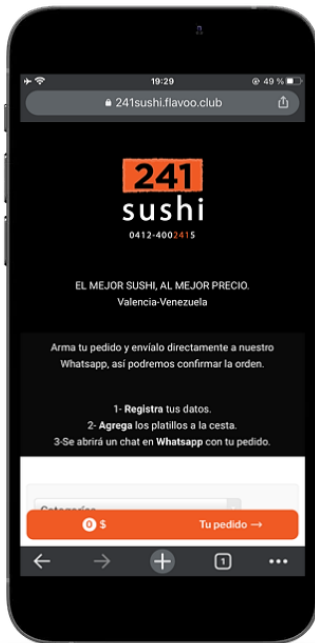 19:29
49 %
241sushi.flavoo.club
241
sushi
0412-4002415
EL MEJOR SUSHI, AL MEJOR PRECIO.
Valencia-Venezuela
Arma tu pedido y envíalo directamente a nuestro
Whatsapp, así podremos confirmar la orden.
1- Registra tus datos.
2- Agrega los platillos a la cesta.
3-Se abrirá un chat en Whatsapp con tu pedido.
Categorías
0 $
Tu pedido →
1